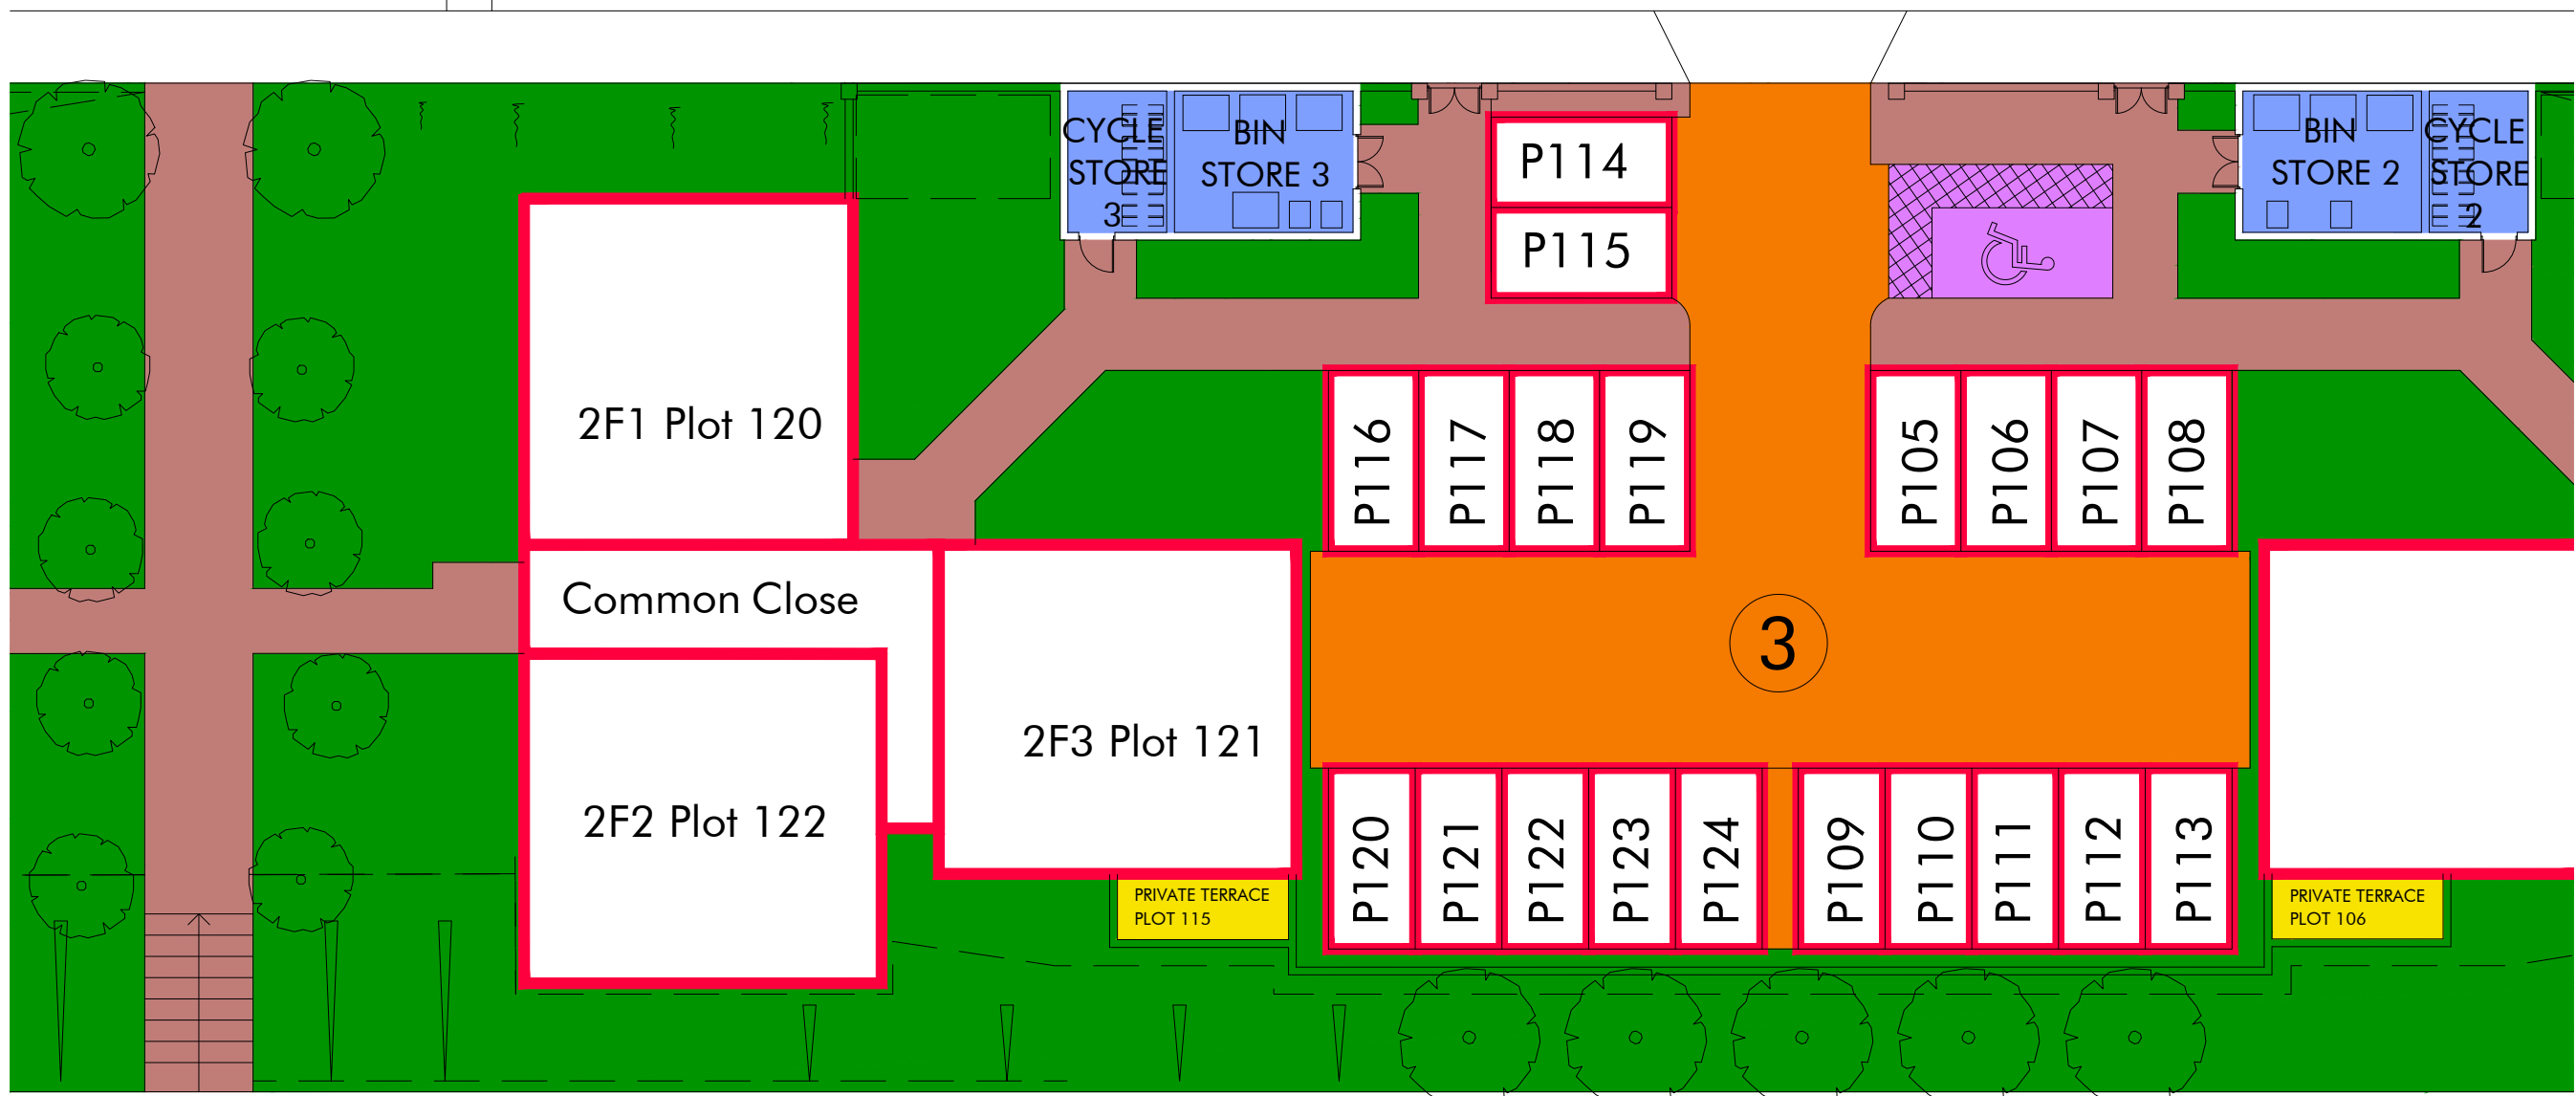 CYCLE
STORE
3
BIN
STORE 3
P114
P115
BIN
STORE 2
CYCLE
STORE
2
2F1 Plot 120
P116
P117
P118
P119
P105
P106
P107
P108
Common Close
3
2F3 Plot 121
2F2 Plot 122
P120
P121
P122
P123
P124
P109
P110
P111
P112
P113
PRIVATE TERRACE
PLOT 115
PRIVATE TERRACE
PLOT 106